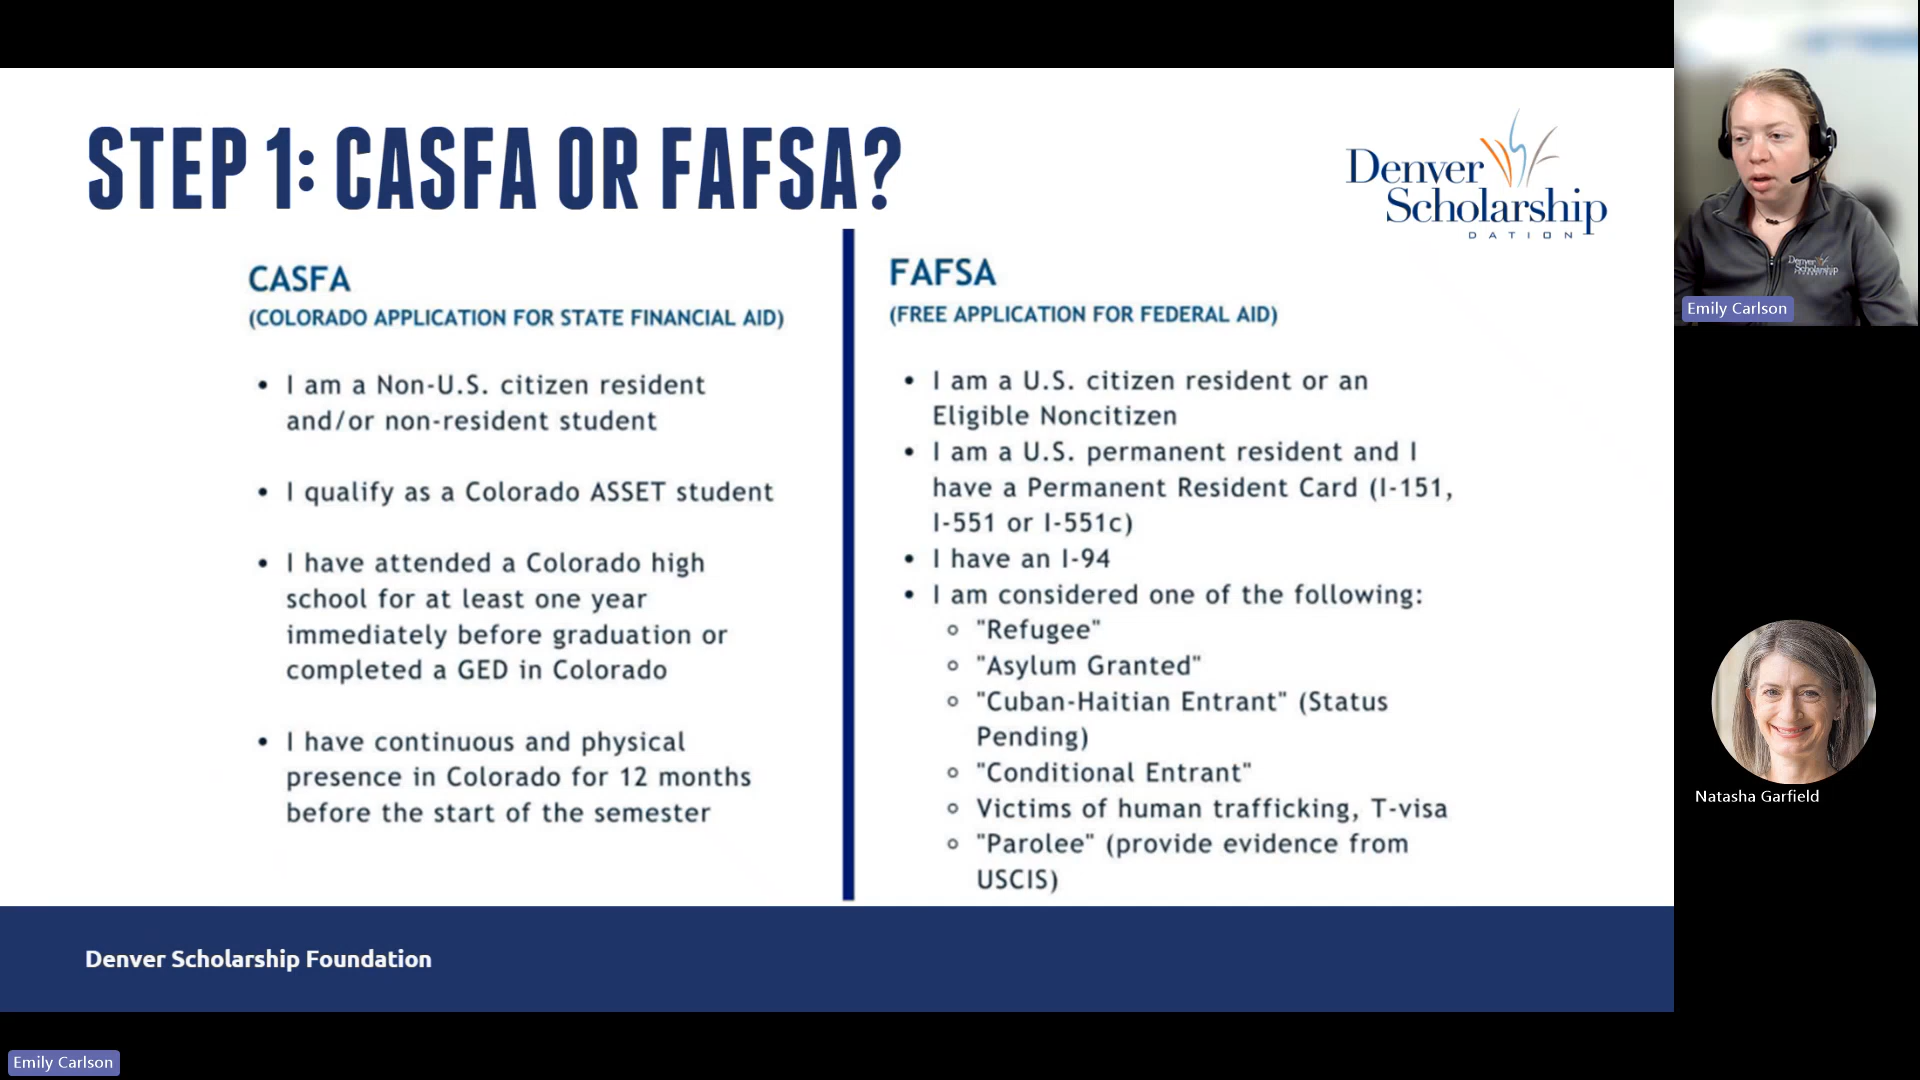 STEP 1: CASFA OR FAFSA?
Denver
Scholarship
DATION
CASFA
(COLORADO APPLICATION FOR STATE FINANCIAL AID)
• I am a Non-U.S. citizen resident
and/or non-resident student
• I qualify as a Colorado ASSET student
• I have attended a Colorado high
school for at least one year
immediately before graduation or
completed a GED in Colorado
• I have continuous and physical
presence in Colorado for 12 months
before the start of the semester
FAFSA
(FREE APPLICATION FOR FEDERAL AID)
• I am a U.S. citizen resident or an
Eligible Noncitizen
• I am a U.S. permanent resident and I
have a Permanent Resident Card (I-151,
I-551 or I-551c)
• I have an I-94
• I am considered one of the following:
○ "Refugee"
○ "Asylum Granted"
○ "Cuban-Haitian Entrant" (Status
Pending)
○ "Conditional Entrant"
○ Victims of human trafficking, T-visa
○ "Parolee" (provide evidence from
USCIS)
Denver Scholarship Foundation
Emily Carlson
Denver
Scholarship
Emily Carlson
Natasha Garfield